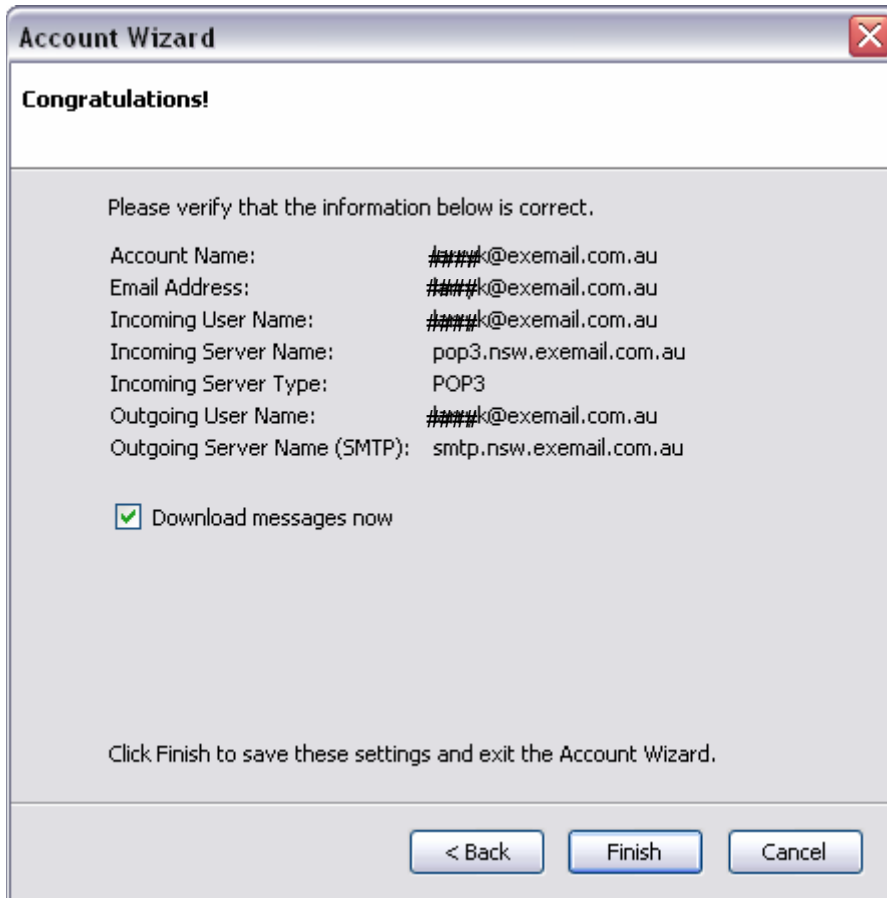 Account Wizard
Congratulations!
Please verify that the information below is correct.
Account Name: ####k@exemail.com.au
Email Address: ####k@exemail.com.au
Incoming User Name: ####k@exemail.com.au
Incoming Server Name: pop3.nsw.exemail.com.au
Incoming Server Type: POP3
Outgoing User Name: ####k@exemail.com.au
Outgoing Server Name (SMTP): smtp.nsw.exemail.com.au
Download messages now
Click Finish to save these settings and exit the Account Wizard.
< Back Finish Cancel